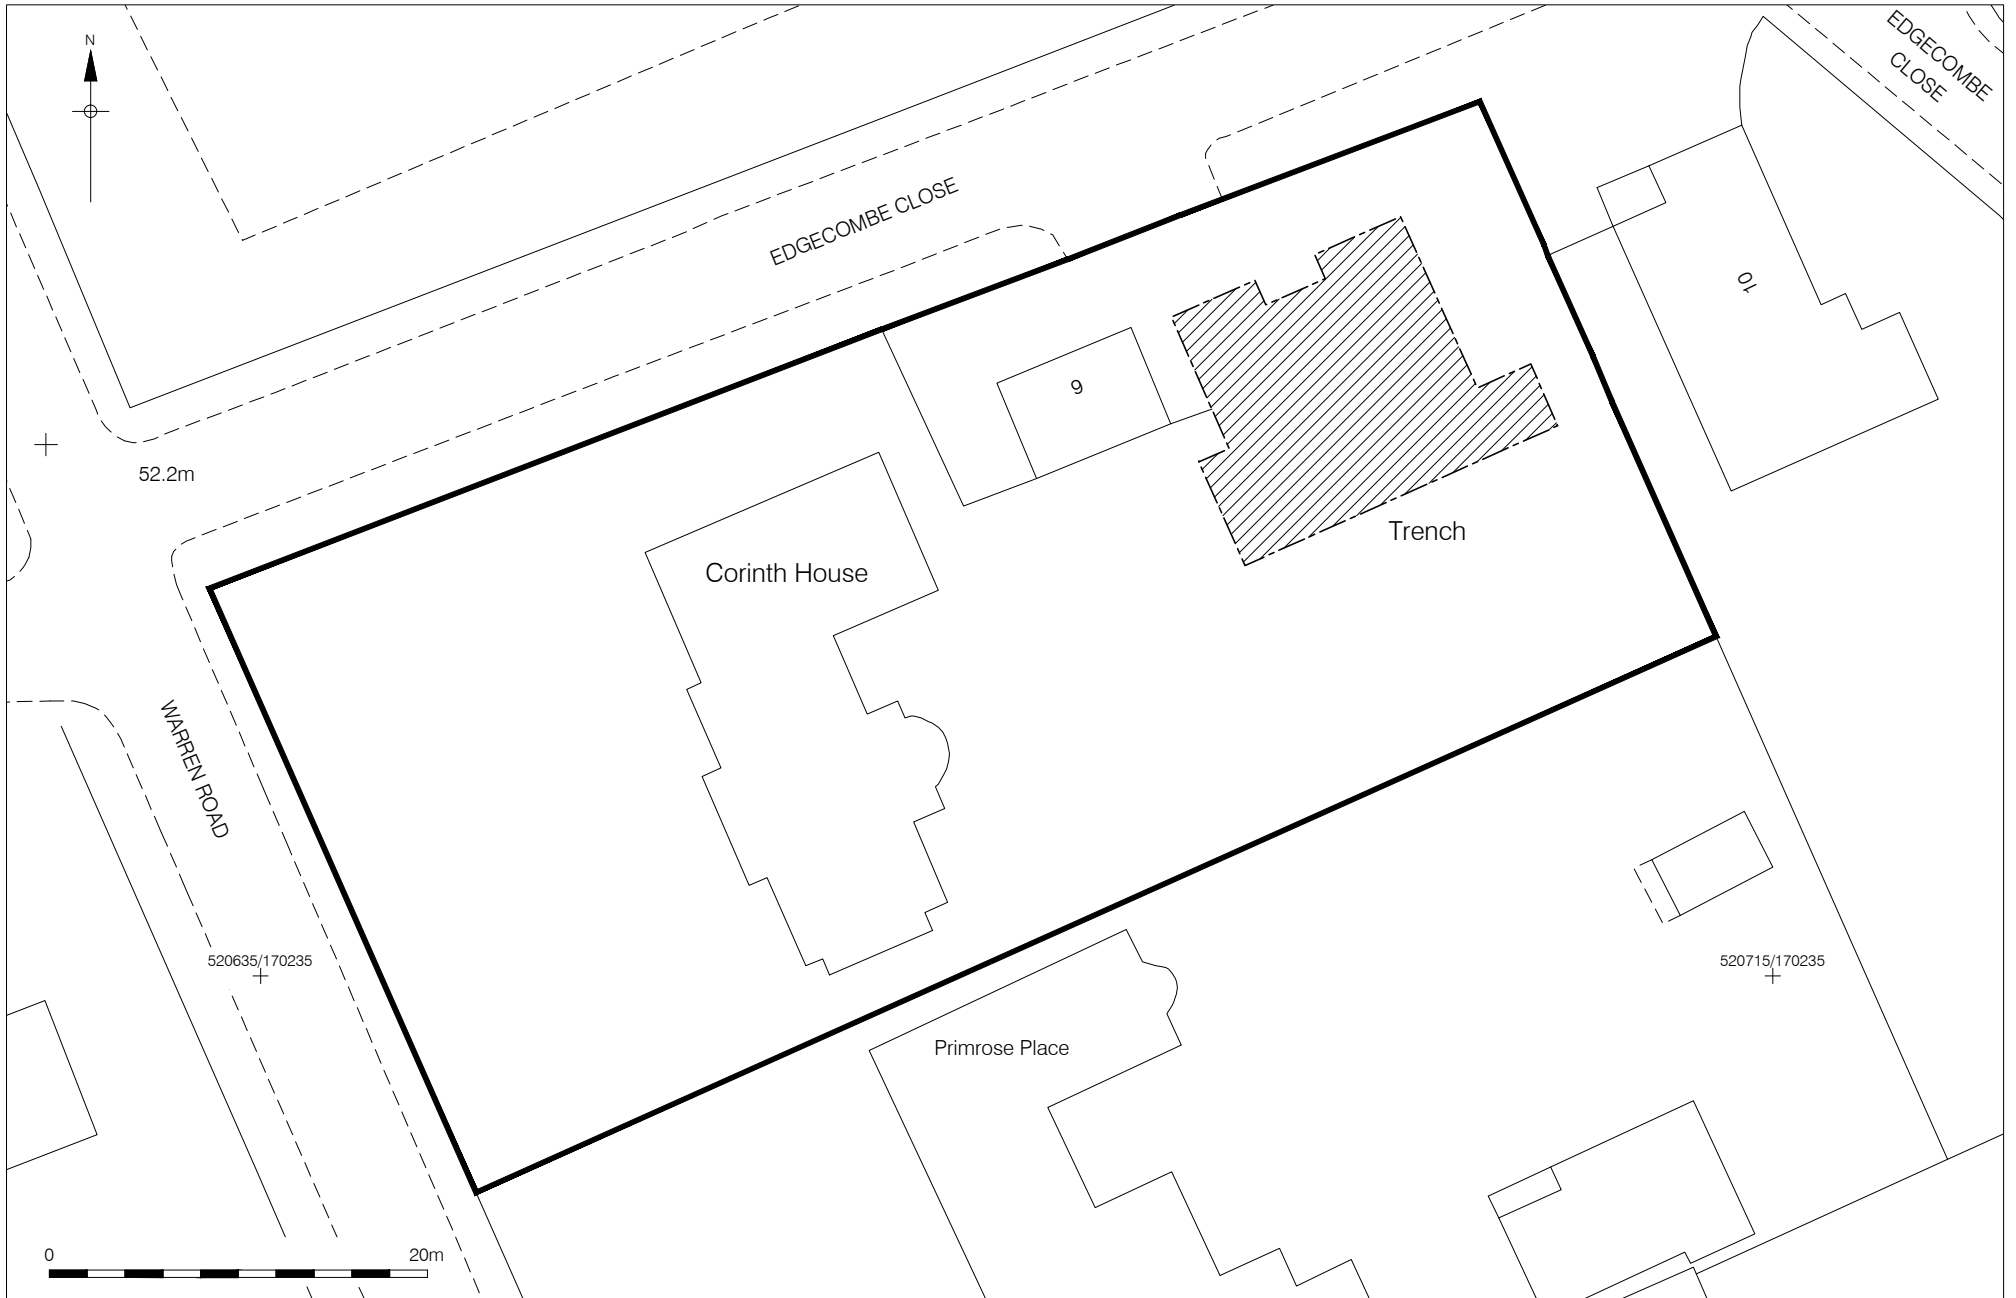 N
EDGECOMBE
CLOSE
EDGECOMBE CLOSE
10
9
52.2m
Trench
Corinth House
WARREN ROAD
520635/170235
520715/170235
Primrose Place
0
20m